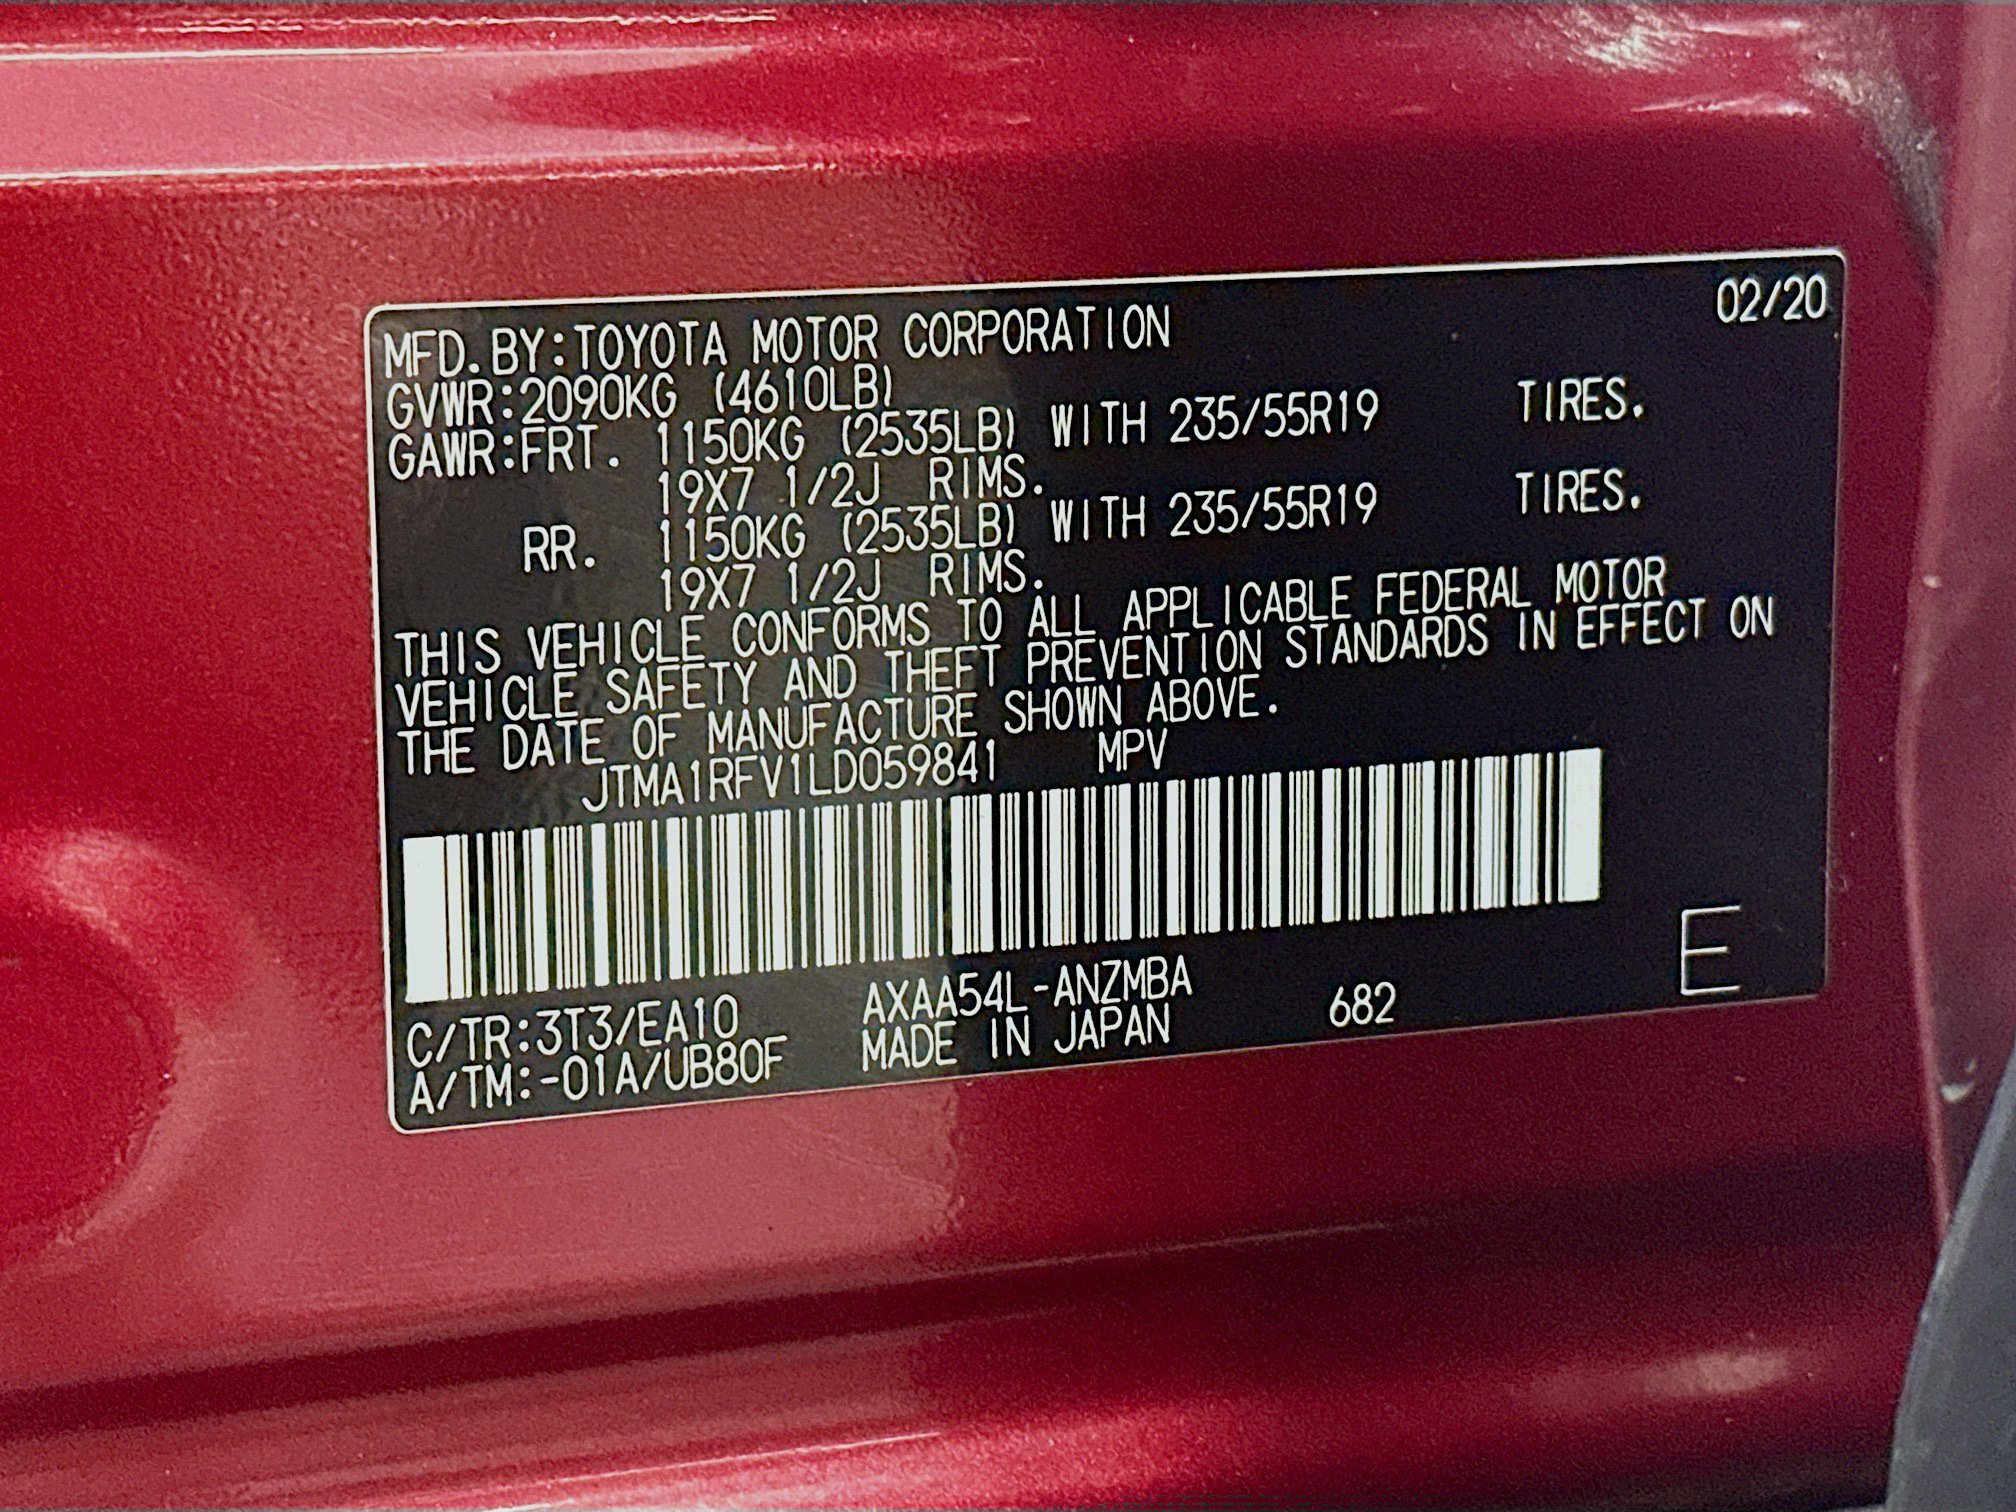 02/20
MFD.BY:TOYOTA MOTOR CORPORATION
GVWR:2090KG (4610LB)
GAWR:FRT. 1150KG (2535LB) WITH 235/55R19 TIRES.
19X7 1/2J RIMS.
RR. 1150KG (2535LB) WITH 235/55R19 TIRES.
19X7 1/2J RIMS.
THIS VEHICLE CONFORMS TO ALL APPLICABLE FEDERAL MOTOR
VEHICLE SAFETY AND THEFT PREVENTION STANDARDS IN EFFECT ON
THE DATE OF MANUFACTURE SHOWN ABOVE.
JTMA1RFV1LD059841 MPV
C/TR:3T3/EA10 AXAA54L-ANZMBA 682 E
A/TM:-01A/UB80F MADE IN JAPAN